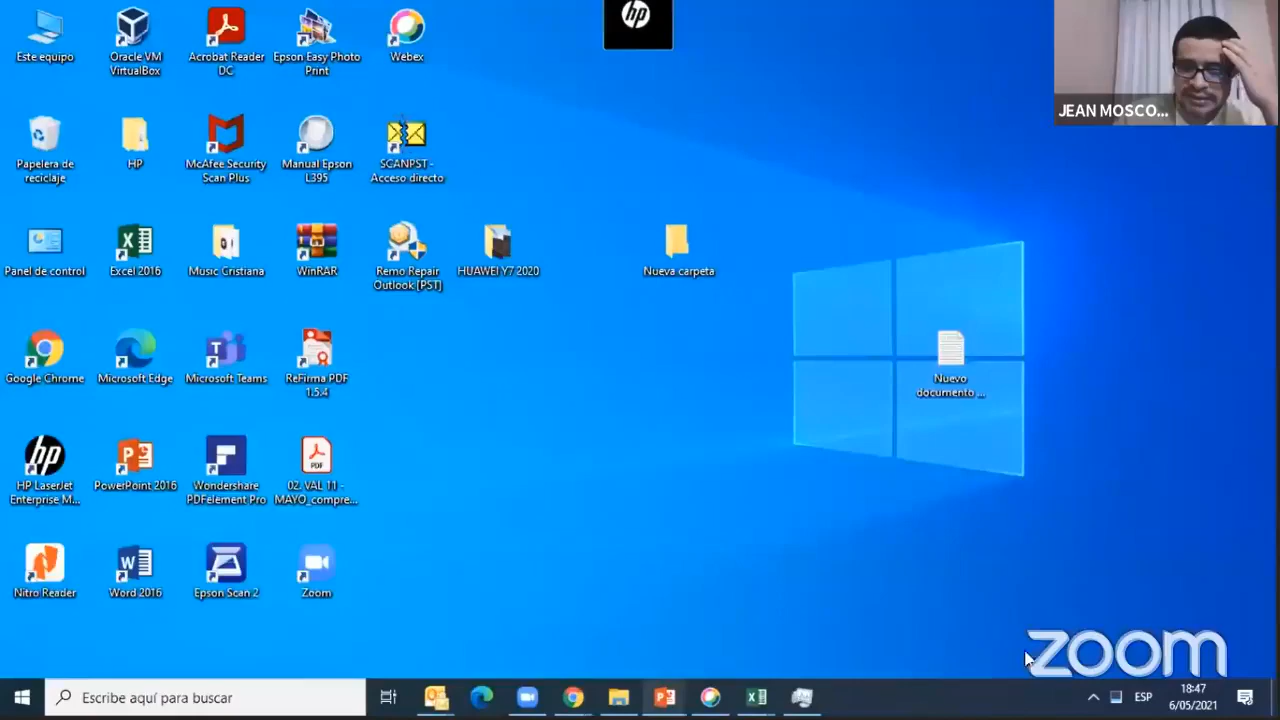 hp
JEAN MOSCO...
Este equipo
Oracle VM
VirtualBox
Acrobat Reader
DC
Epson Easy Photo
Print
Webex
Papelera de
reciclaje
HP
McAfee Security
Scan Plus
Manual Epson
L395
SCANPST -
Acceso directo
Panel de control
Excel 2016
Music Cristiana
WinRAR
Remo Repair
Outlook [PST]
HUAWEI Y7 2020
Nueva carpeta
Google Chrome
Microsoft Edge
Microsoft Teams
ReFirma PDF
1.5.4
Nuevo
documento ...
hp
HP LaserJet
Enterprise M...
PowerPoint 2016
Wondershare
PDFelement Pro
PDF
02. VAL 11 -
MAYO_compre...
Nitro Reader
Word 2016
Epson Scan 2
Zoom
zoom
Escribe aquí para buscar
ESP
18:47
6/05/2021